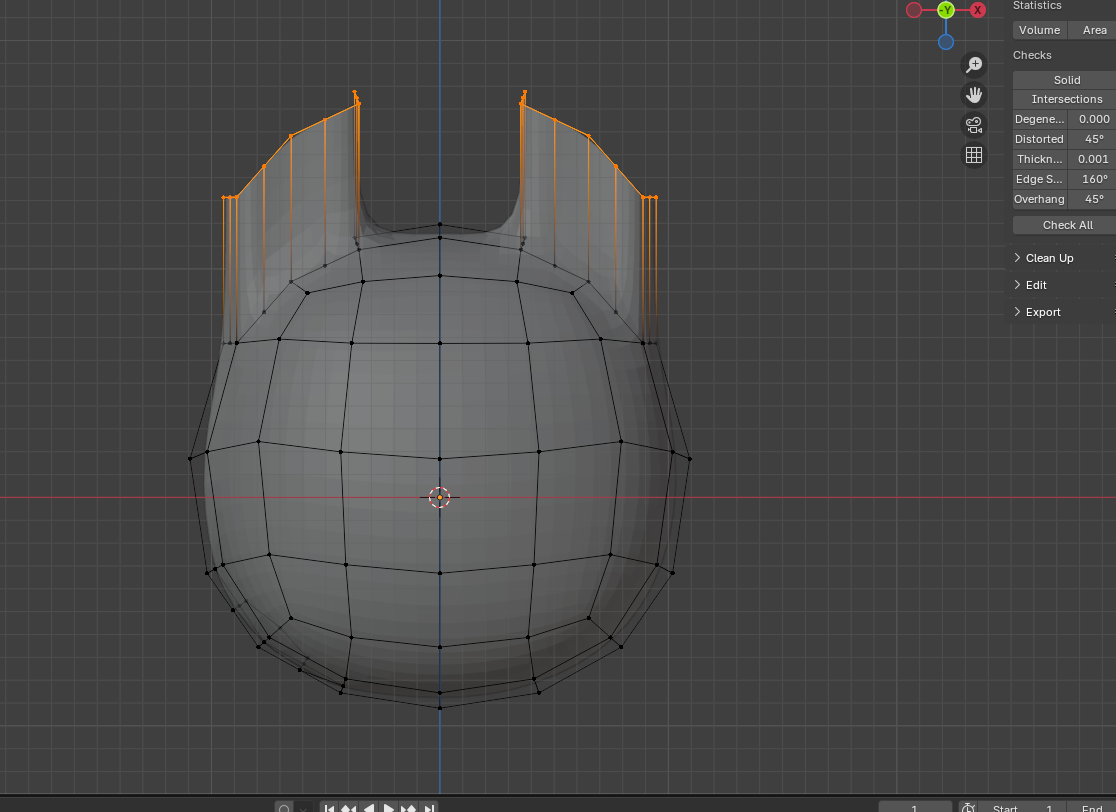 Statistics
-Y X
Volume Area
Checks
Solid
Intersections
Degene... 0.000
Distorted 45°
Thickn... 0.001
Edge S... 160°
Overhang 45°
Check All
Clean Up
Edit
Export
1 Start 1 End